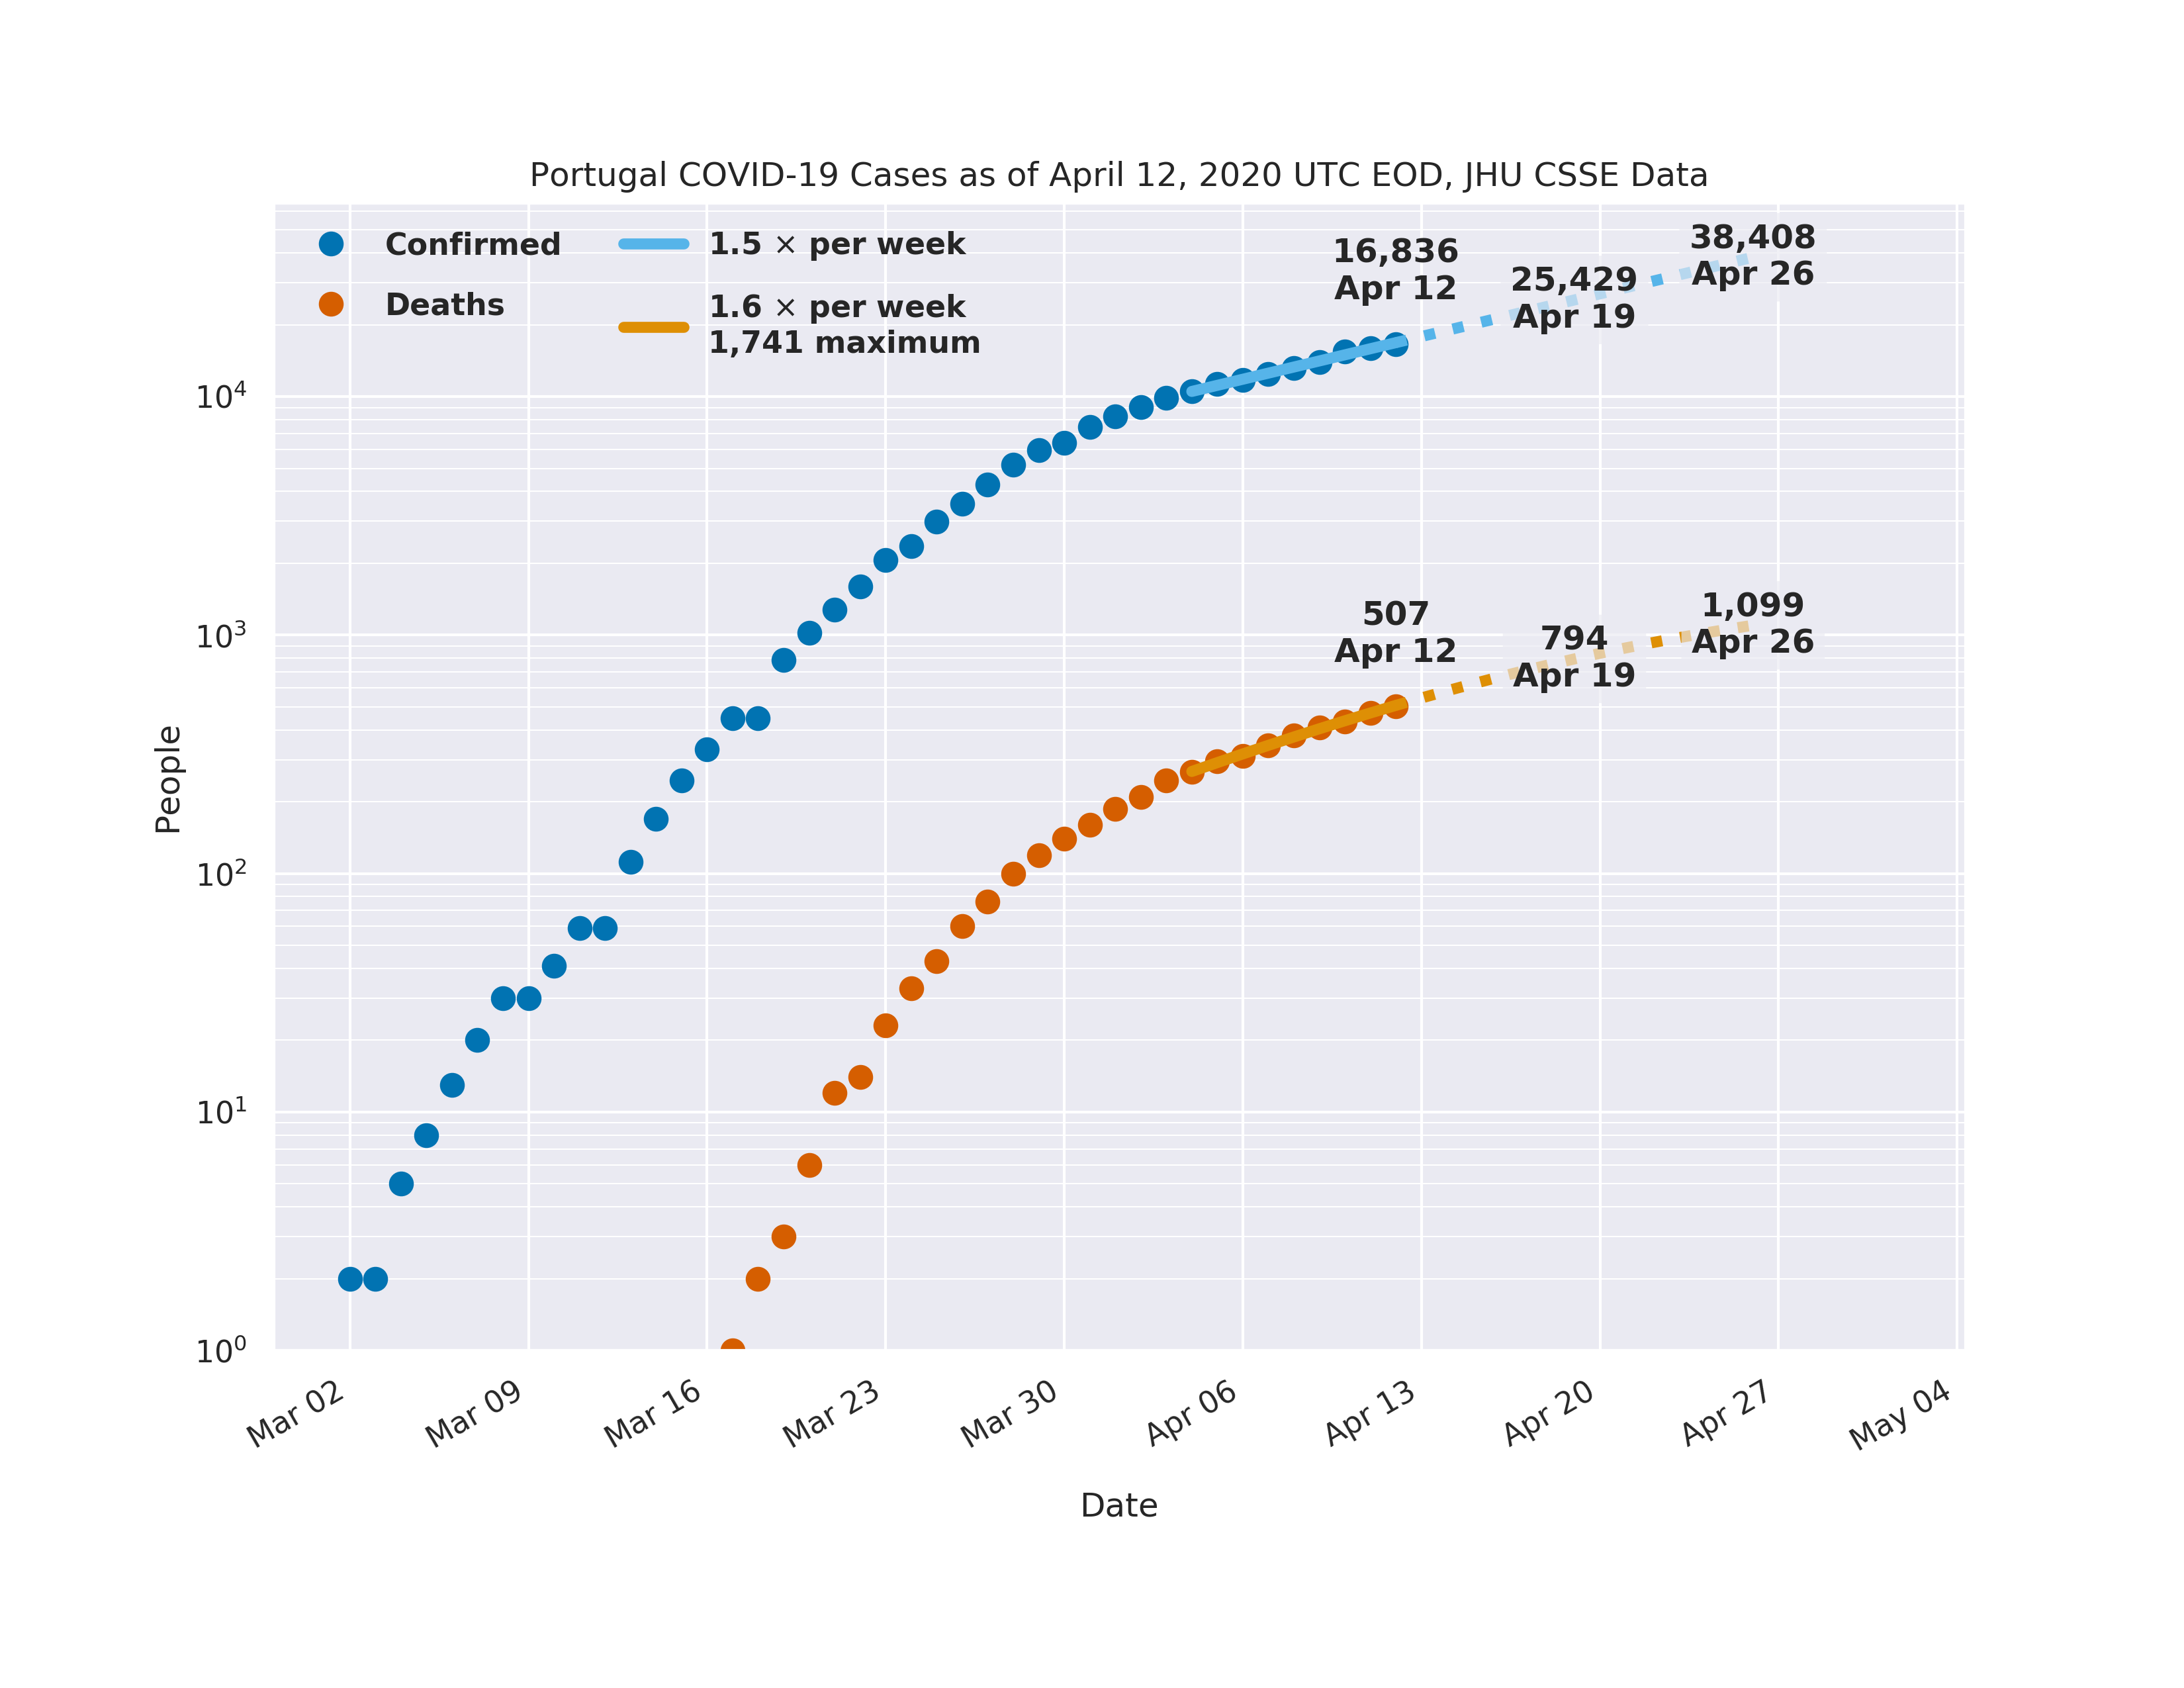 Portugal COVID-19 Cases as of April 12, 2020 UTC EOD, JHU CSSE Data
Confirmed
Deaths
1.5 × per week
1.6 × per week
1,741 maximum
16,836
Apr 12
25,429
Apr 19
38,408
Apr 26
507
Apr 12
794
Apr 19
1,099
Apr 26
People
10⁴
10³
10²
10¹
10⁰
Mar 02
Mar 09
Mar 16
Mar 23
Mar 30
Apr 06
Apr 13
Apr 20
Apr 27
May 04
Date